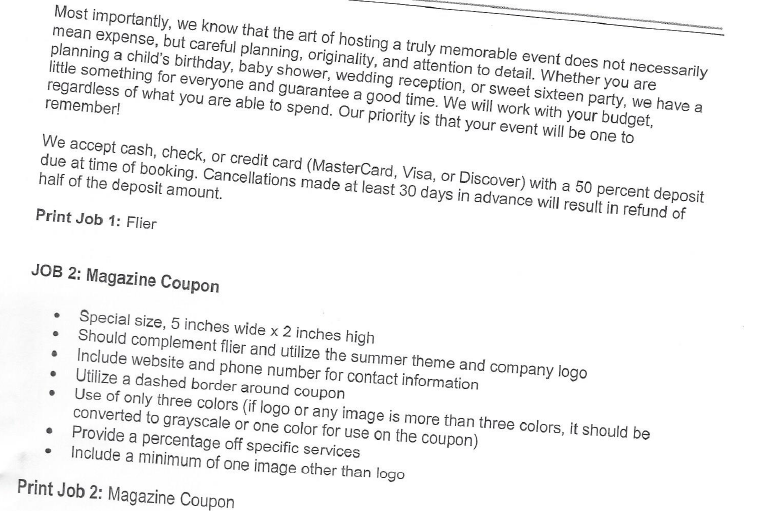 Most importantly, we know that the art of hosting a truly memorable event does not necessarily
mean expense, but careful planning, originality, and attention to detail. Whether you are
planning a child's birthday, baby shower, wedding reception, or sweet sixteen party, we have a
little something for everyone and guarantee a good time. We will work with your budget,
regardless of what you are able to spend. Our priority is that your event will be one to
remember!
We accept cash, check, or credit card (MasterCard, Visa, or Discover) with a 50 percent deposit
due at time of booking. Cancellations made at least 30 days in advance will result in refund of
half of the deposit amount.
Print Job 1: Flier
JOB 2: Magazine Coupon
• Special size, 5 inches wide x 2 inches high
• Should complement flier and utilize the summer theme and company logo
• Include website and phone number for contact information
• Utilize a dashed border around coupon
• Use of only three colors (if logo or any image is more than three colors, it should be
converted to grayscale or one color for use on the coupon)
• Provide a percentage off specific services
• Include a minimum of one image other than logo
Print Job 2: Magazine Coupon